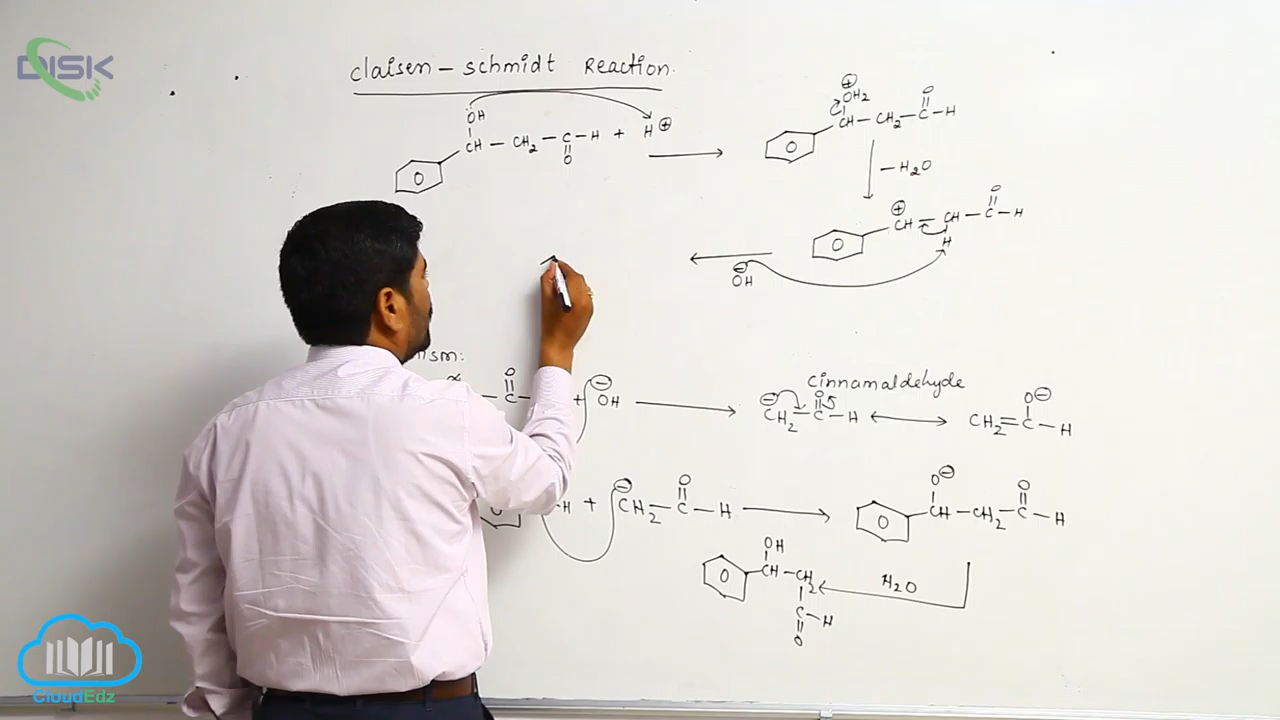 DISK
Claisen - Schmidt Reaction.
OH
CH - CH2 - C - H + H⊕
O
⊕
OH2 O
CH - CH2 - C - H
- H2O
⊕ O
CH = CH - C - H
H
⊖
OH
ism:
O
C - + ⊖OH
Cinnamaldehyde
⊖CH2 - C - H
O
O⊖
CH2 = C - H
-H + ⊖CH2 - C - H
O
O⊖ O
CH - CH2 - C - H
H2O
OH
CH - CH2
C - H
O
CloudEdz